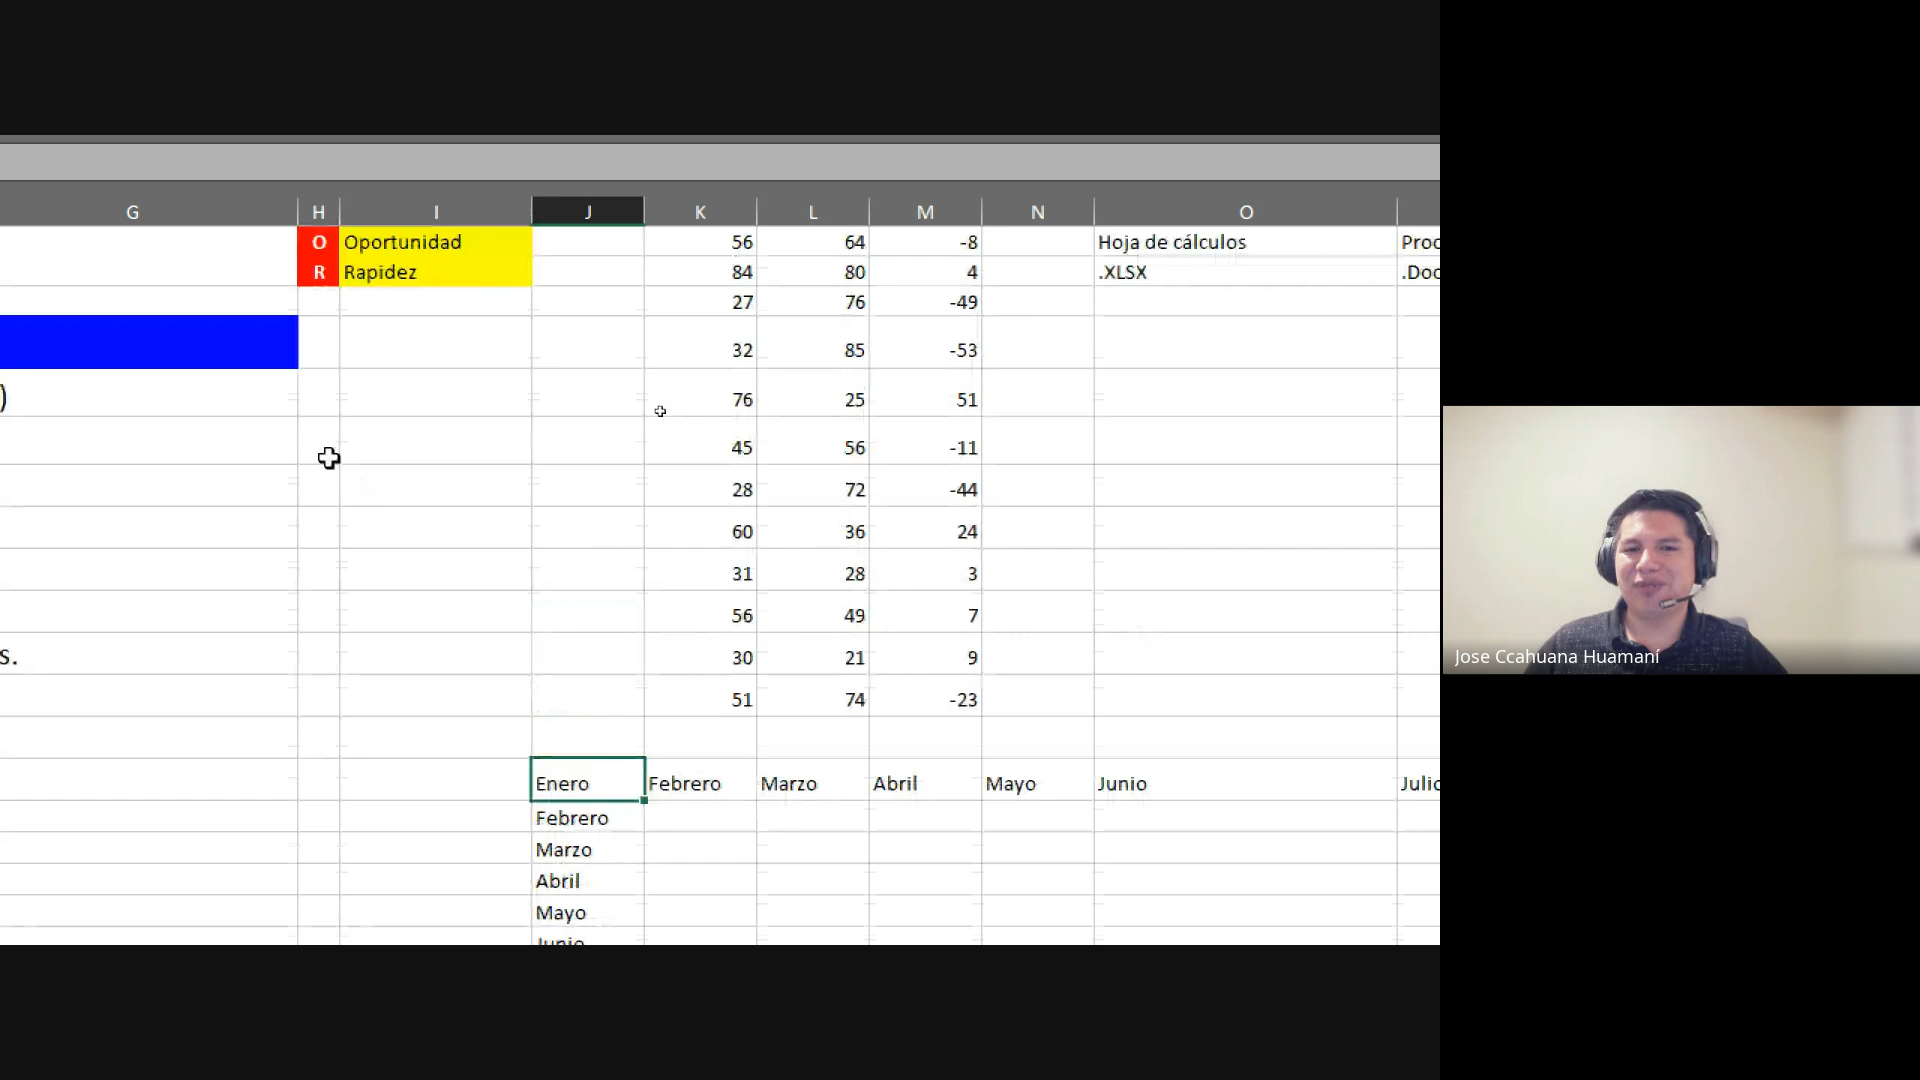 G H I J K L M N O
O Oportunidad 56 64 -8 Hoja de cálculos Proc
R Rapidez 84 80 4 .XLSX .Doc
27 76 -49
32 85 -53
) 76 25 51
45 56 -11
28 72 -44
60 36 24
31 28 3
56 49 7
s. 30 21 9
51 74 -23
Enero Febrero Marzo Abril Mayo Junio Julio
Febrero
Marzo
Abril
Mayo
Junio
Jose Ccahuana Huamaní